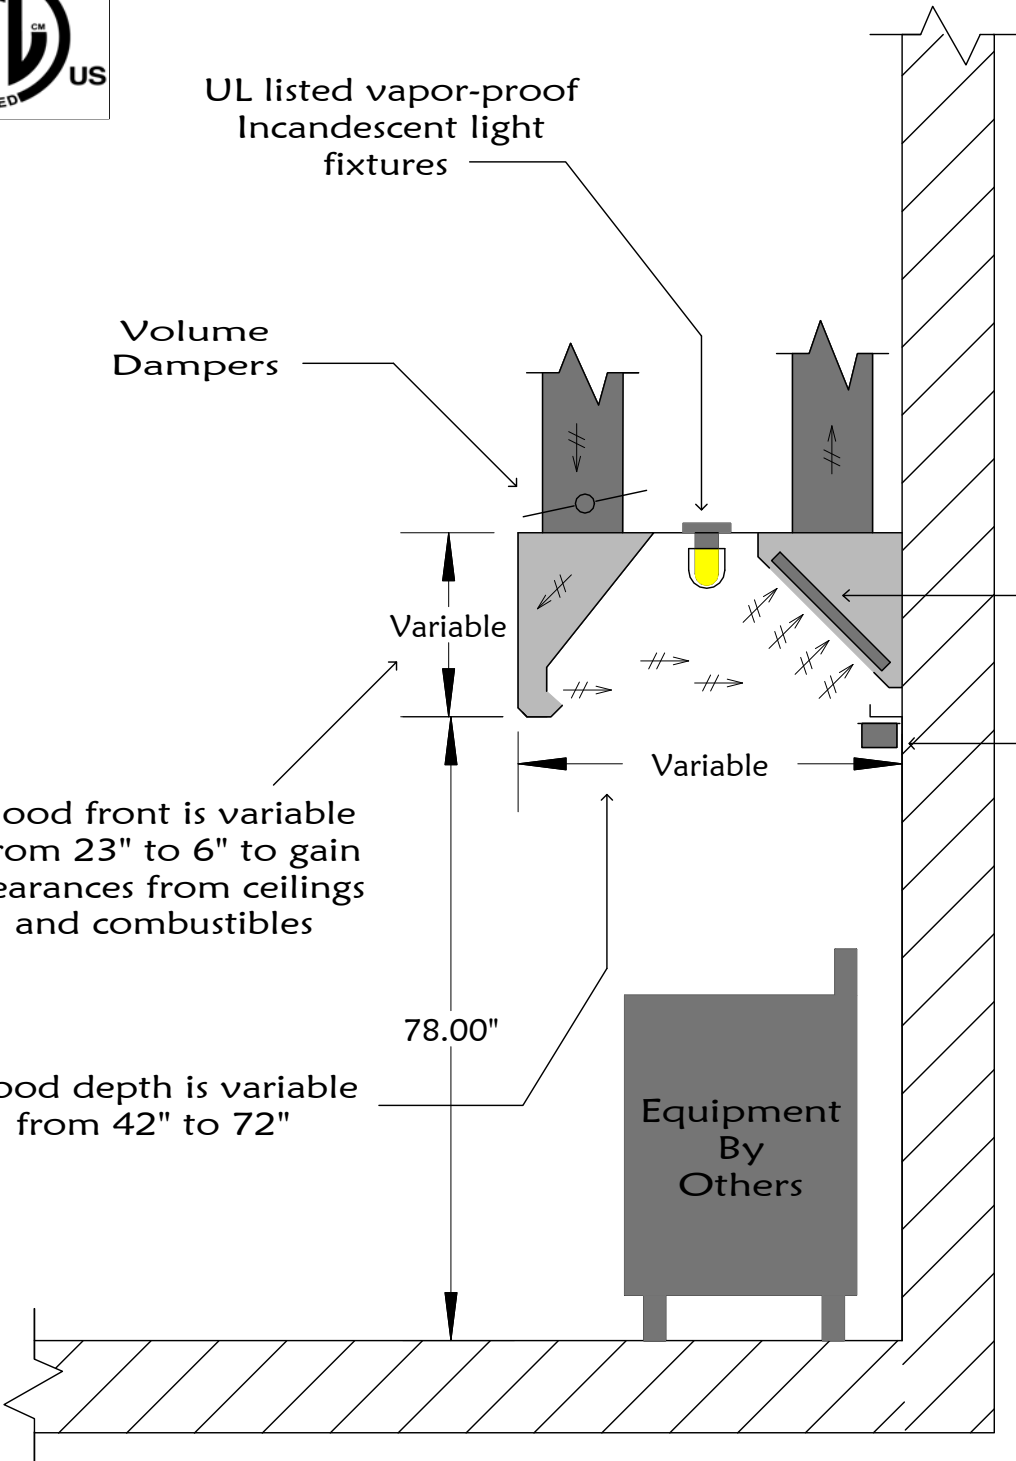 CM
US
UL listed vapor-proof
Incandescent light
fixtures
Volume
Dampers
Variable
Variable
ood front is variable
rom 23" to 6" to gain
earances from ceilings
and combustibles
78.00"
ood depth is variable
from 42" to 72"
Equipment
By
Others